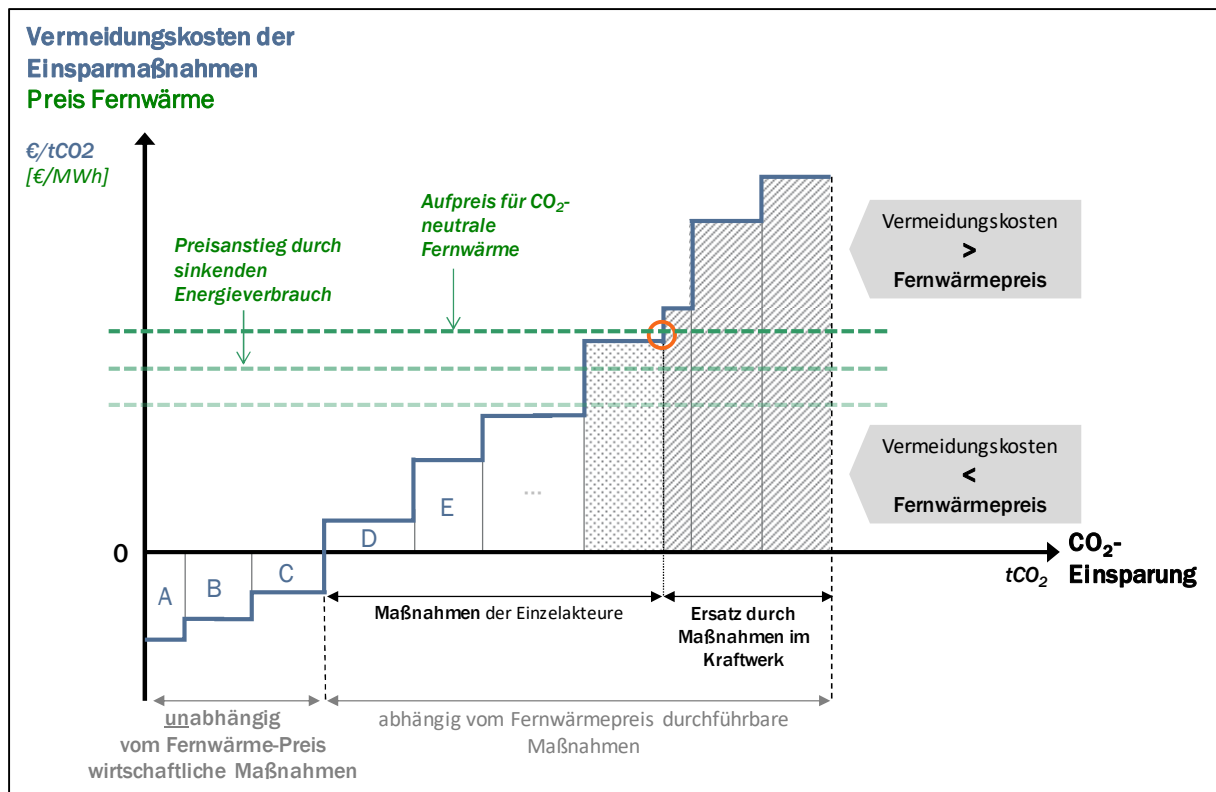 Vermeidungskosten der
Einsparmaßnahmen
Preis Fernwärme
€/tCO2
[€/MWh]
Aufpreis für CO₂-
neutrale
Fernwärme
Preisanstieg durch
sinkenden
Energieverbrauch
Vermeidungskosten
>
Fernwärmepreis
Vermeidungskosten
<
Fernwärmepreis
...
E
D
0
A
B
C
CO₂-
Einsparung
tCO₂
Maßnahmen der Einzelakteure
Ersatz durch
Maßnahmen im
Kraftwerk
unabhängig
vom Fernwärme-Preis
wirtschaftliche Maßnahmen
abhängig vom Fernwärmepreis durchführbare
Maßnahmen